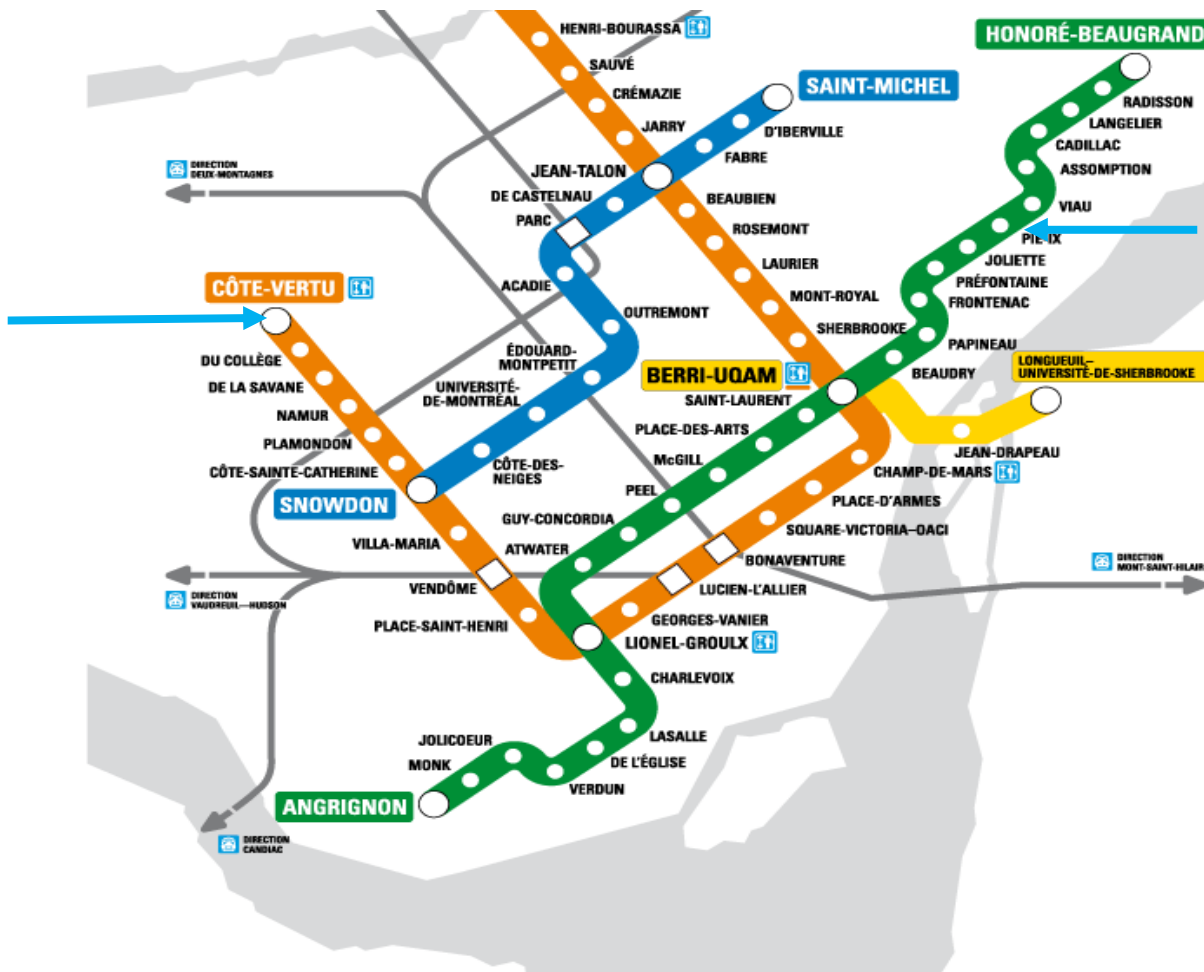 HENRI-BOURASSA
SAUVÉ
CRÉMAZIE
JARRY
JEAN-TALON
BEAUBIEN
ROSEMONT
LAURIER
MONT-ROYAL
SHERBROOKE
BERRI-UQAM
CHAMP-DE-MARS
PLACE-D'ARMES
SQUARE-VICTORIA–OACI
BONAVENTURE
LUCIEN-L'ALLIER
GEORGES-VANIER
LIONEL-GROULX
PLACE-SAINT-HENRI
VENDÔME
VILLA-MARIA
SNOWDON
CÔTE-SAINTE-CATHERINE
PLAMONDON
NAMUR
DE LA SAVANE
DU COLLÈGE
CÔTE-VERTU
SAINT-MICHEL
D'IBERVILLE
FABRE
DE CASTELNAU
PARC
ACADIE
OUTREMONT
ÉDOUARD-
MONTPETIT
UNIVERSITÉ-
DE-MONTRÉAL
CÔTE-DES-
NEIGES
HONORÉ-BEAUGRAND
RADISSON
LANGELIER
CADILLAC
ASSOMPTION
VIAU
PIE-IX
JOLIETTE
PRÉFONTAINE
FRONTENAC
PAPINEAU
BEAUDRY
SAINT-LAURENT
PLACE-DES-ARTS
McGILL
PEEL
GUY-CONCORDIA
ATWATER
CHARLEVOIX
LASALLE
DE L'ÉGLISE
VERDUN
JOLICOEUR
MONK
ANGRIGNON
LONGUEUIL–
UNIVERSITÉ-DE-SHERBROOKE
JEAN-DRAPEAU
DIRECTION
DEUX-MONTAGNES
DIRECTION
VAUDREUIL—HUDSON
DIRECTION
CANDIAC
DIRECTION
MONT-SAINT-HILAIRE